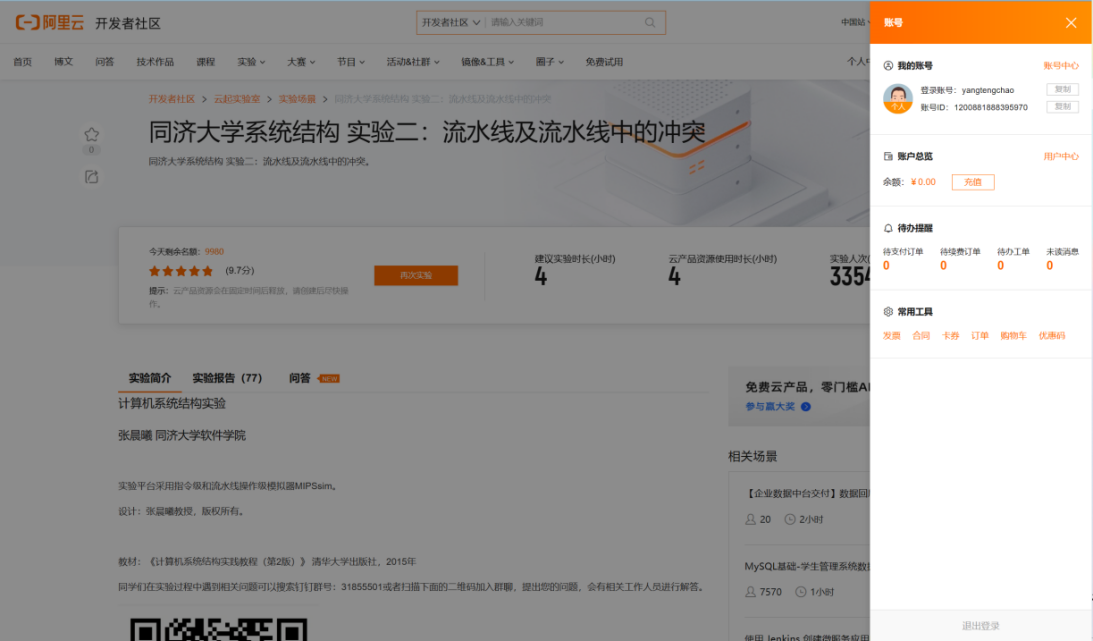 阿里云 开发者社区
开发者社区 请输入关键词
中国站
首页 博文 问答 技术作品 课程 实验 大赛 节目 活动&社群 镜像&工具 圈子 免费试用
开发者社区 > 云起实验室 > 实验场景 > 同济大学系统结构 实验二：流水线及流水线中的冲突
同济大学系统结构 实验二：流水线及流水线中的冲突
0
同济大学系统结构 实验二：流水线及流水线中的冲突。
今天剩余名额：9980
(9.7分)
提示：云产品资源会在固定时间后释放，请创建后尽快操
作。
再次实验
建议实验时长(小时)
4
云产品资源使用时长(小时)
4
实验人次(
3354
实验简介 实验报告（77） 问答 NEW
计算机系统结构实验
张晨曦 同济大学软件学院
实验平台采用指令级和流水线操作级模拟器MIPSsim。
设计：张晨曦教授，版权所有。
教材：《计算机系统结构实践教程（第2版）》清华大学出版社，2015年
同学们在实验过程中遇到相关问题可以搜索钉钉群号：31855501或者扫描下面的二维码加入群聊，提出您的问题，会有相关工作人员进行解答。
免费云产品，零门槛AI
参与赢大奖
相关场景
【企业数据中台交付】数据回
20 2小时
MySQL基础-学生管理系统数据
7570 1小时
使用 Jenkins 创建微服务应用
账号
我的账号 账号中心
个人
登录账号：yangtengchao 复制
账号ID：1200881888395970 复制
账户总览 用户中心
余额：¥ 0.00 充值
待办提醒
待支付订单 待续费订单 待办工单 未读消息
0 0 0 0
常用工具
发票 合同 卡券 订单 购物车 优惠码
退出登录